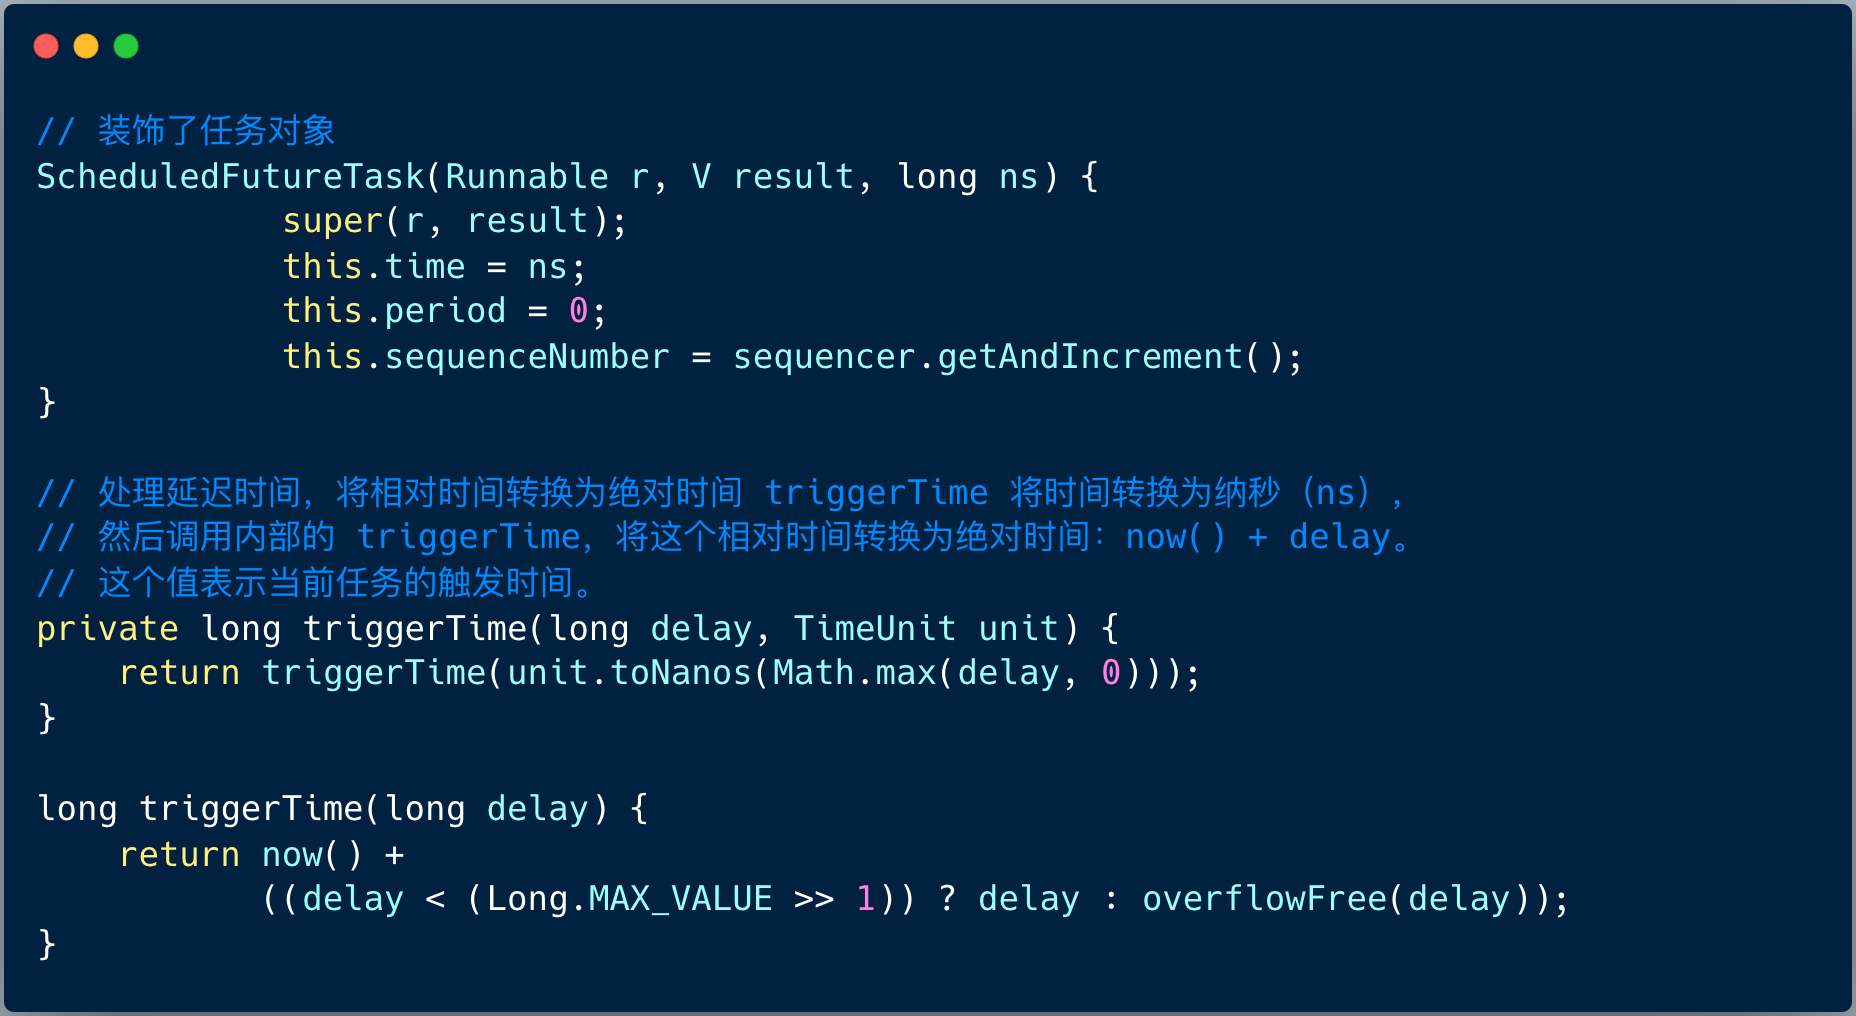 // 装饰了任务对象
ScheduledFutureTask(Runnable r, V result, long ns) {
            super(r, result);
            this.time = ns;
            this.period = 0;
            this.sequenceNumber = sequencer.getAndIncrement();
}
// 处理延迟时间，将相对时间转换为绝对时间 triggerTime 将时间转换为纳秒（ns）,
// 然后调用内部的 triggerTime，将这个相对时间转换为绝对时间：now() + delay。
// 这个值表示当前任务的触发时间。
private long triggerTime(long delay, TimeUnit unit) {
    return triggerTime(unit.toNanos(Math.max(delay, 0)));
}
long triggerTime(long delay) {
    return now() +
           ((delay < (Long.MAX_VALUE >> 1)) ? delay : overflowFree(delay));
}